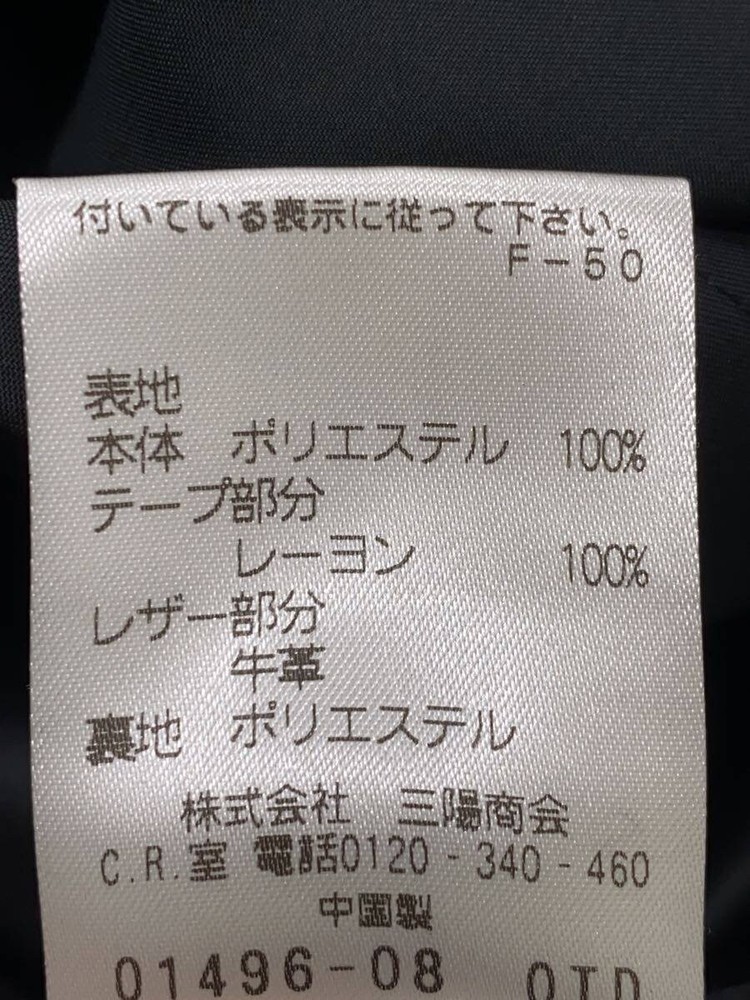 付いている表示に従って下さい。
F-50
表地
本体 ポリエステル 100%
テープ部分
レーヨン 100%
レザー部分
牛革
裏地 ポリエステル
株式会社 三陽商会
C.R.室 電話0120-340-460
中国製
01496-08 OTD